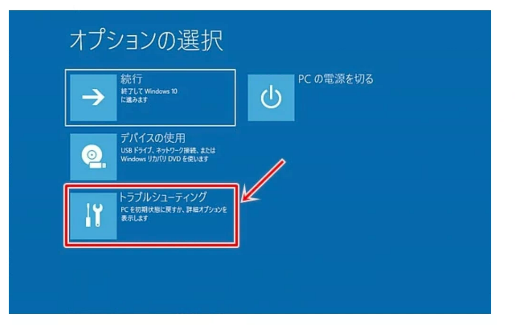 オプションの選択
続行
終了して Windows 10
に進みます
PC の電源を切る
デバイスの使用
USB ドライブ、ネットワーク接続、または
Windows リカバリ DVD を使います
トラブルシューティング
PC を初期状態に戻すか、詳細オプションを
表示します